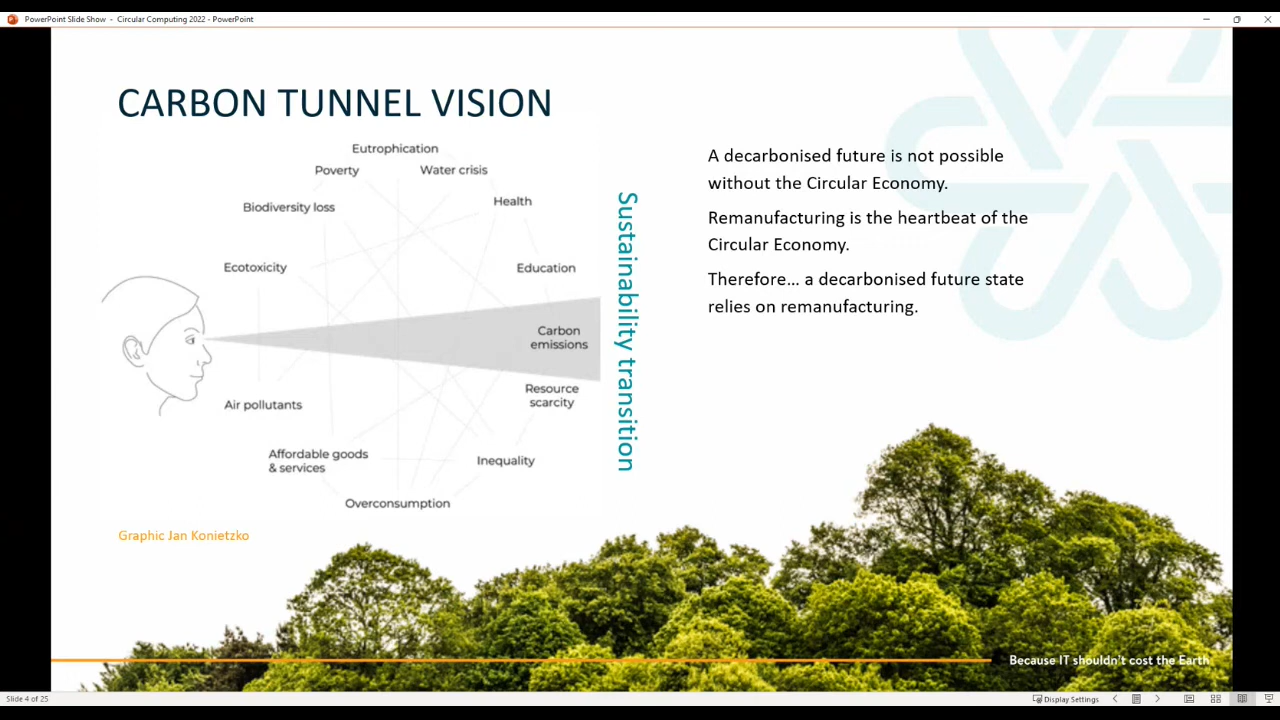 PowerPoint Slide Show - Circular Computing 2022 - PowerPoint
CARBON TUNNEL VISION
Eutrophication
Poverty
Water crisis
Biodiversity loss
Health
Ecotoxicity
Education
Carbon
emissions
Resource
scarcity
Air pollutants
Affordable goods
& services
Inequality
Overconsumption
Sustainability transition
Graphic Jan Konietzko
A decarbonised future is not possible
without the Circular Economy.
Remanufacturing is the heartbeat of the
Circular Economy.
Therefore... a decarbonised future state
relies on remanufacturing.
Because IT shouldn't cost the Earth
Slide 4 of 25
Display Settings